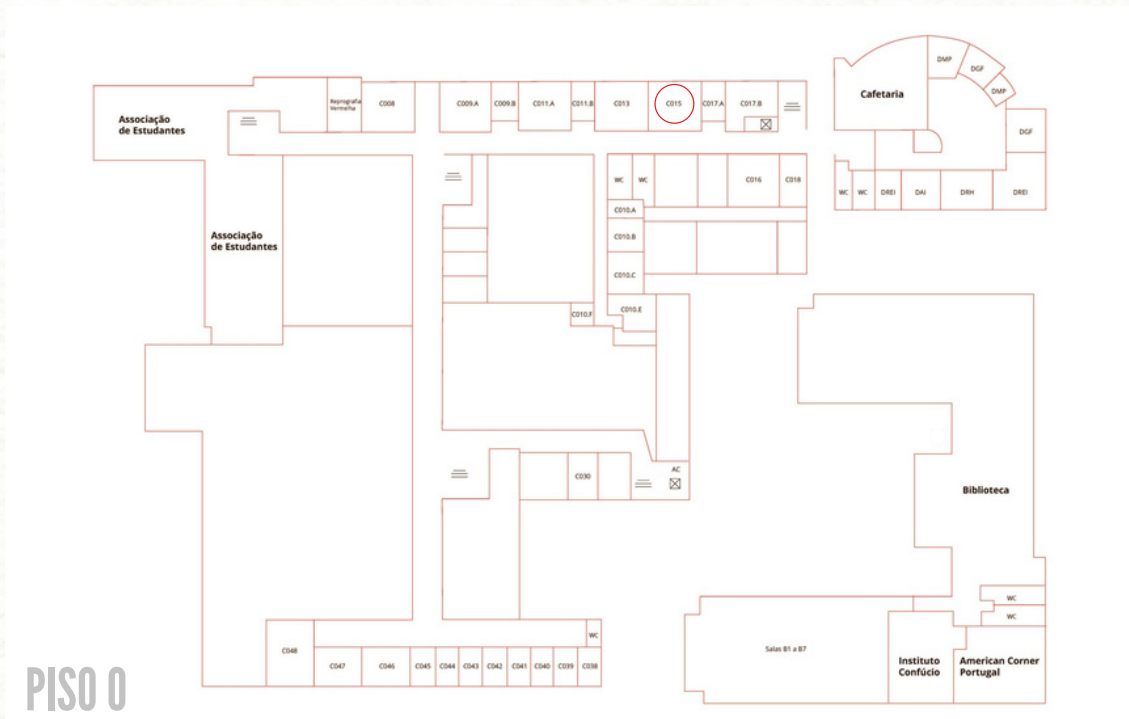 Associação
de Estudantes
Reprografia
Vermelha
C008
C009.A
C009.B
C011.A
C011.B
C013
C015
C017.A
C017.B
Cafetaria
DMP
DGF
DMP
DGF
WC
WC
DREI
DAI
DRH
DREI
WC
WC
C016
C018
C010.A
C010.B
C010.C
C010.E
C010.F
Associação
de Estudantes
C030
AC
Biblioteca
WC
WC
Salas B1 a B7
Instituto
Confúcio
American Corner
Portugal
WC
C048
C047
C046
C045
C044
C043
C042
C041
C040
C039
C038
PISO 0